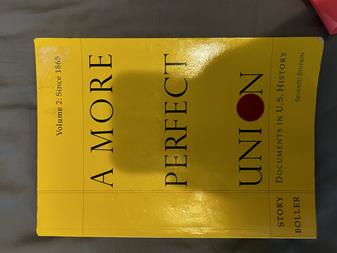 Volume 2: Since 1865
A MORE
PERFECT
UNION
DOCUMENTS IN U.S. HISTORY
SEVENTH EDITION
STORY
BOLLER